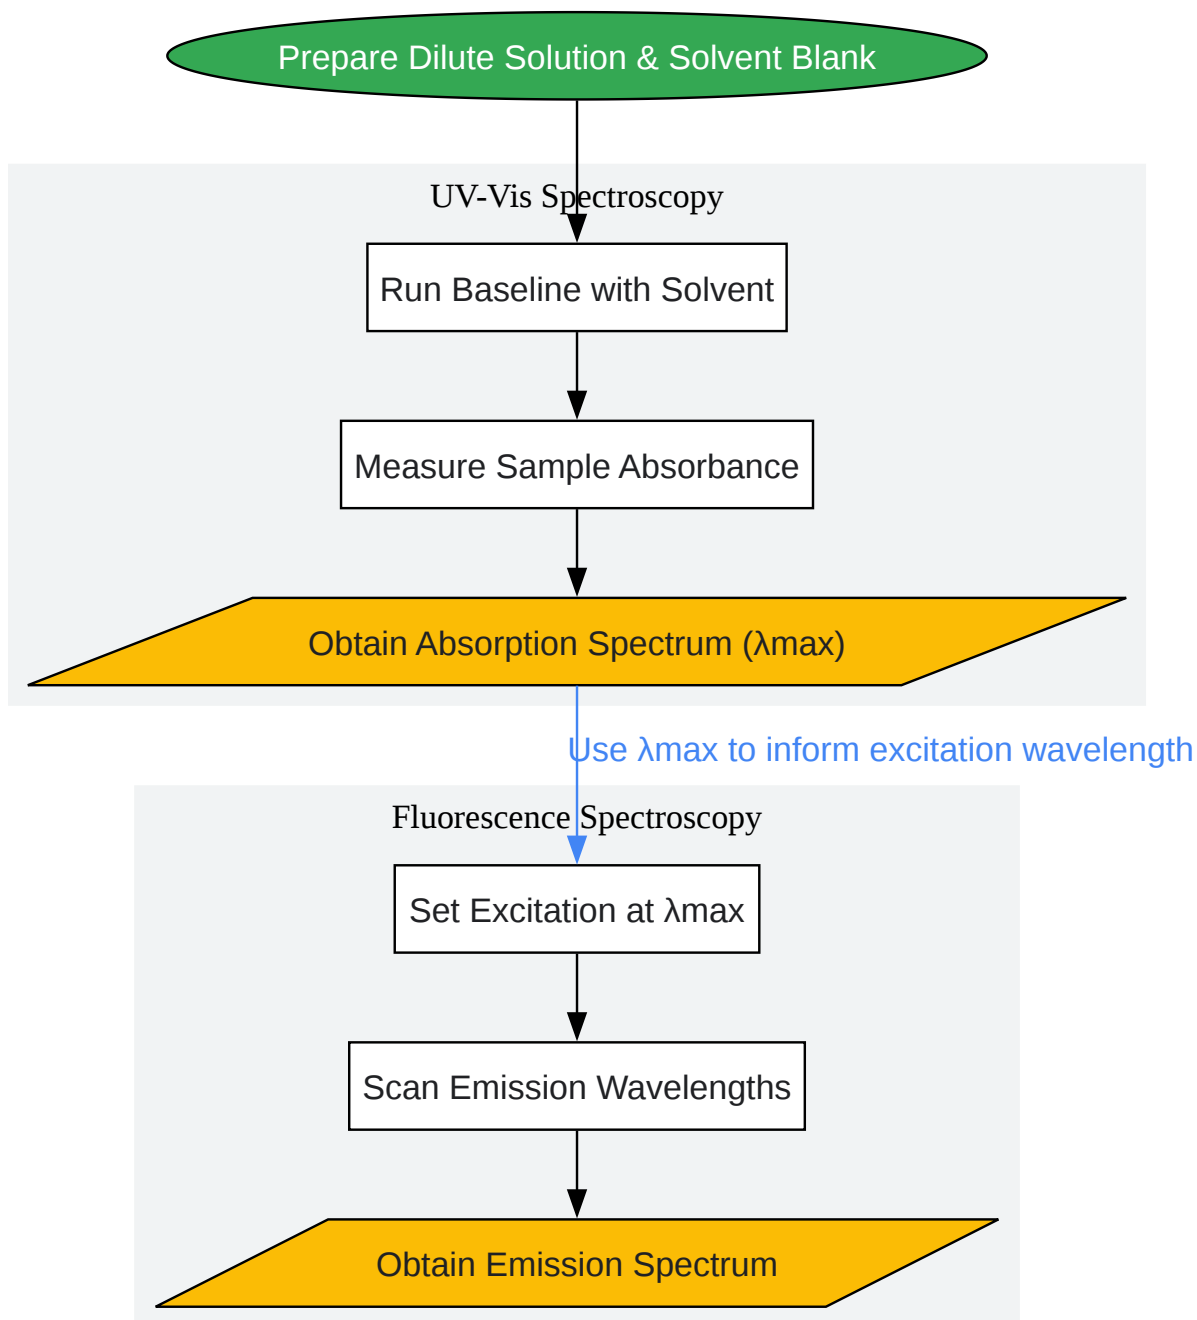 Prepare Dilute Solution & Solvent Blank
UV-Vis Spectroscopy
Run Baseline with Solvent
Measure Sample Absorbance
Obtain Absorption Spectrum (λmax)
Use λmax to inform excitation wavelength
Fluorescence Spectroscopy
Set Excitation at λmax
Scan Emission Wavelengths
Obtain Emission Spectrum